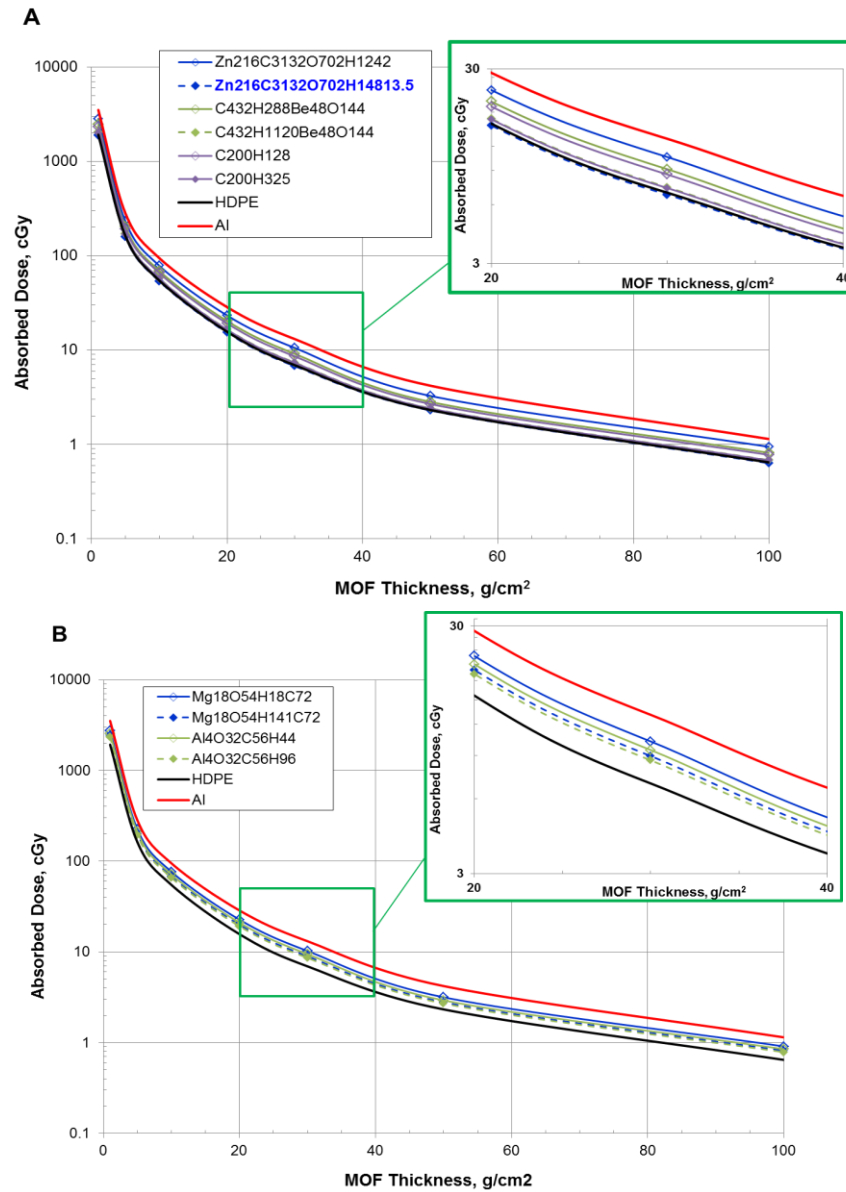 A
10000
1000
100
10
1
0.1
Absorbed Dose, cGy
Zn216C3132O702H1242
Zn216C3132O702H14813.5
C432H288Be48O144
C432H1120Be48O144
C200H128
C200H325
HDPE
Al
30
3
Absorbed Dose, cGy
20
MOF Thickness, g/cm²
40
0
20
40
60
80
100
MOF Thickness, g/cm²
B
10000
1000
100
10
1
0.1
Absorbed Dose, cGy
Mg18O54H18C72
Mg18O54H141C72
Al4O32C56H44
Al4O32C56H96
HDPE
Al
30
3
Absorbed Dose, cGy
20
MOF Thickness, g/cm²
40
0
20
40
60
80
100
MOF Thickness, g/cm2